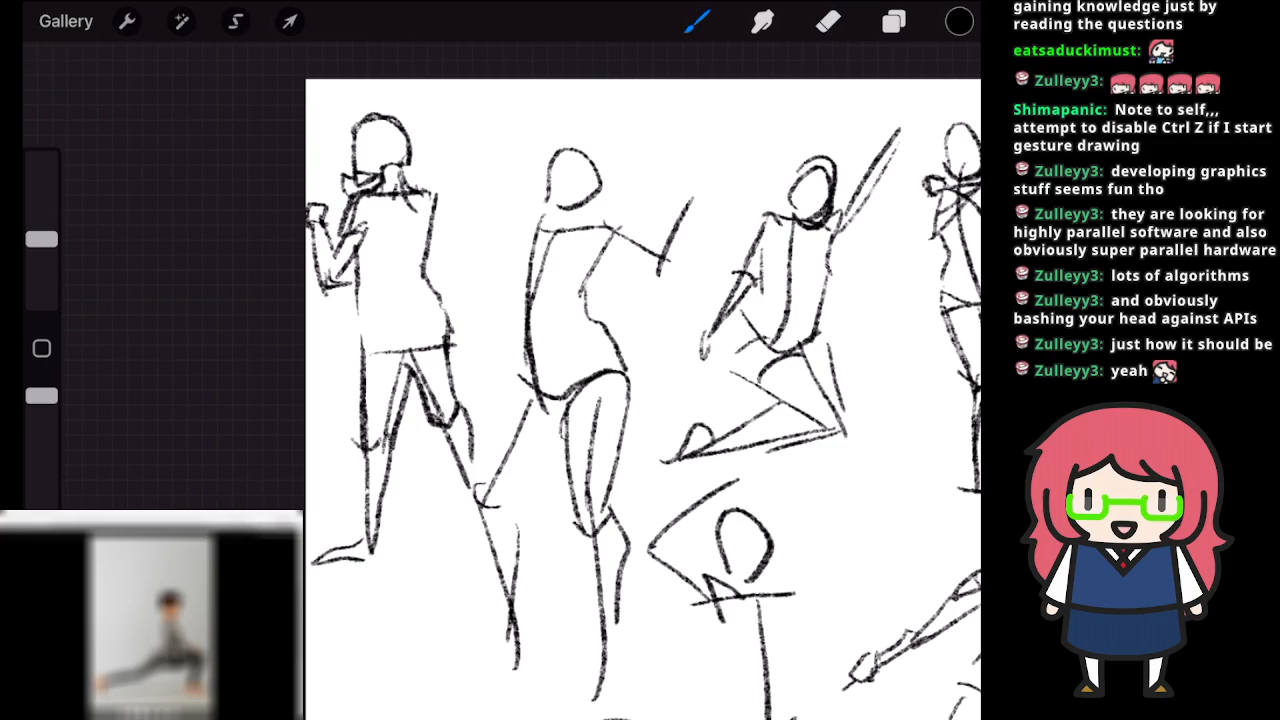 Gallery
gaining knowledge just by
reading the questions
eatsaduckimust:
Zulleyy3:
Shimapanic: Note to self,,,
attempt to disable Ctrl Z if I start
gesture drawing
Zulleyy3: developing graphics
stuff seems fun tho
Zulleyy3: they are looking for
highly parallel software and also
obviously super parallel hardware
Zulleyy3: lots of algorithms
Zulleyy3: and obviously
bashing your head against APIs
Zulleyy3: just how it should be
Zulleyy3: yeah